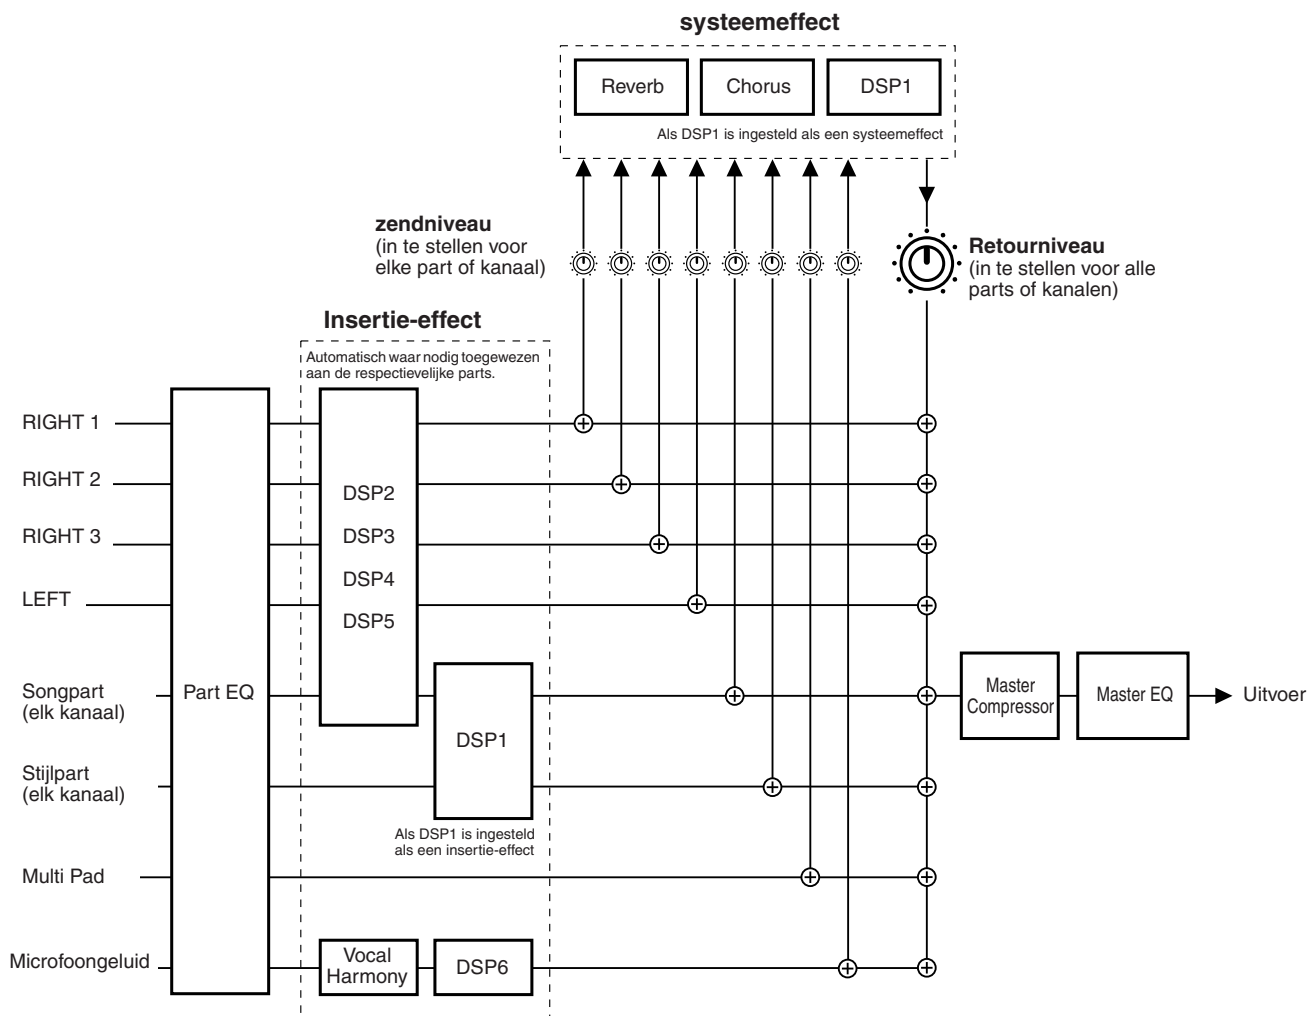 systeemeffect
Reverb
Chorus
DSP1
Als DSP1 is ingesteld als een systeemeffect
zendniveau
(in te stellen voor
elke part of kanaal)
Retourniveau
(in te stellen voor alle
parts of kanalen)
Insertie-effect
Automatisch waar nodig toegewezen
aan de respectievelijke parts.
RIGHT 1
RIGHT 2
RIGHT 3
LEFT
Songpart
(elk kanaal)
Stijlpart
(elk kanaal)
Multi Pad
Microfoongeluid
Part EQ
DSP2
DSP3
DSP4
DSP5
DSP1
Als DSP1 is ingesteld
als een insertie-effect
Vocal
Harmony
DSP6
Master
Compressor
Master EQ
Uitvoer